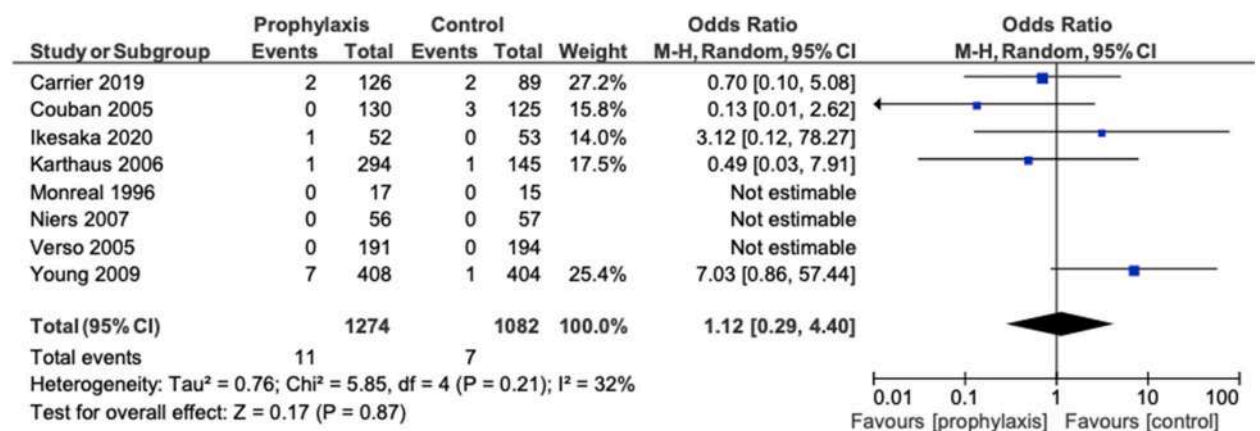 Prophylaxis Control Odds Ratio Odds Ratio
Study or Subgroup Events Total Events Total Weight M-H, Random, 95% CI M-H, Random, 95% CI
Carrier 2019 2 126 2 89 27.2% 0.70 [0.10, 5.08]
Couban 2005 0 130 3 125 15.8% 0.13 [0.01, 2.62]
Ikesaka 2020 1 52 0 53 14.0% 3.12 [0.12, 78.27]
Karthaus 2006 1 294 1 145 17.5% 0.49 [0.03, 7.91]
Monreal 1996 0 17 0 15 Not estimable
Niers 2007 0 56 0 57 Not estimable
Verso 2005 0 191 0 194 Not estimable
Young 2009 7 408 1 404 25.4% 7.03 [0.86, 57.44]
Total (95% CI) 1274 1082 100.0% 1.12 [0.29, 4.40]
Total events 11 7
Heterogeneity: Tau² = 0.76; Chi² = 5.85, df = 4 (P = 0.21); I² = 32%
Test for overall effect: Z = 0.17 (P = 0.87)
0.01 0.1 1 10 100
Favours [prophylaxis] Favours [control]